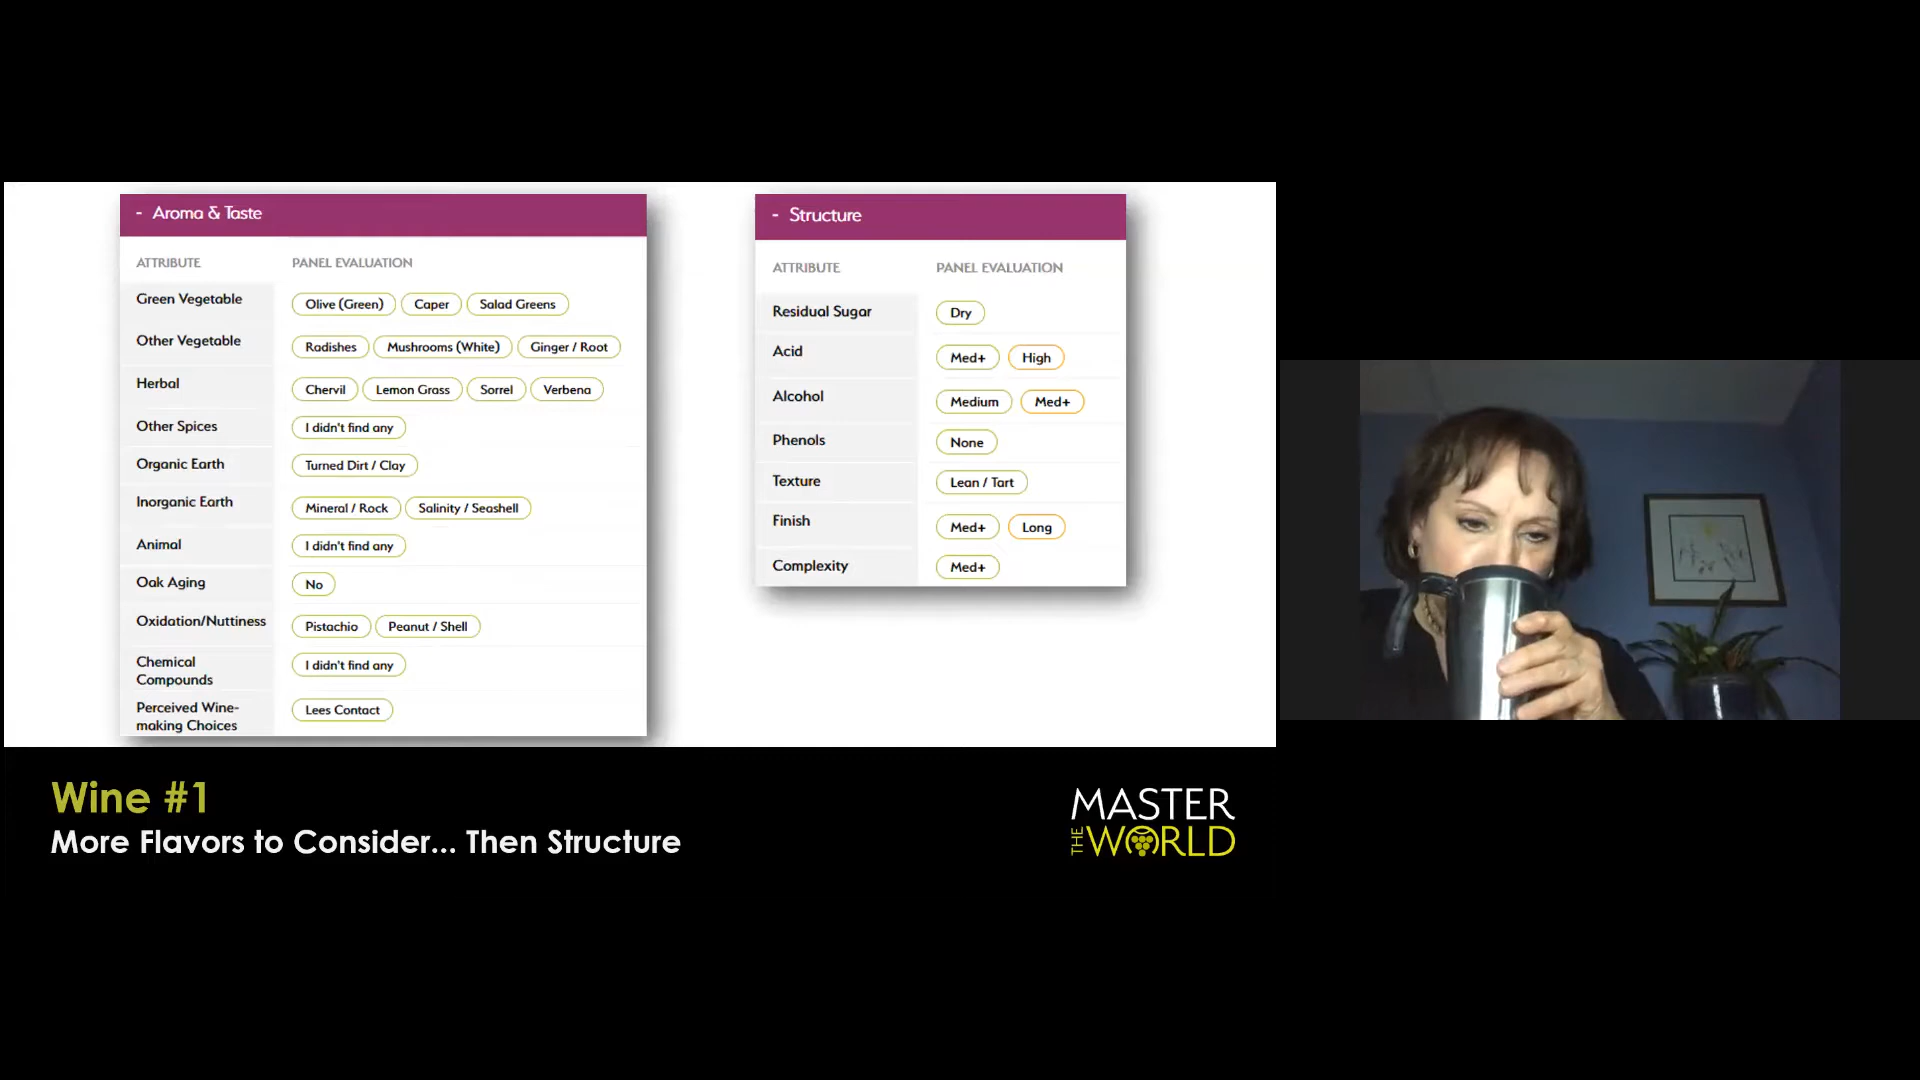 - Aroma & Taste
ATTRIBUTE PANEL EVALUATION
Green Vegetable Olive (Green) Caper Salad Greens
Other Vegetable Radishes Mushrooms (White) Ginger / Root
Herbal Chervil Lemon Grass Sorrel Verbena
Other Spices I didn't find any
Organic Earth Turned Dirt / Clay
Inorganic Earth Mineral / Rock Salinity / Seashell
Animal I didn't find any
Oak Aging No
Oxidation/Nuttiness Pistachio Peanut / Shell
Chemical
Compounds I didn't find any
Perceived Wine-
making Choices Lees Contact
- Structure
ATTRIBUTE PANEL EVALUATION
Residual Sugar Dry
Acid Med+ High
Alcohol Medium Med+
Phenols None
Texture Lean / Tart
Finish Med+ Long
Complexity Med+
Wine #1
More Flavors to Consider... Then Structure
MASTER
THE WORLD